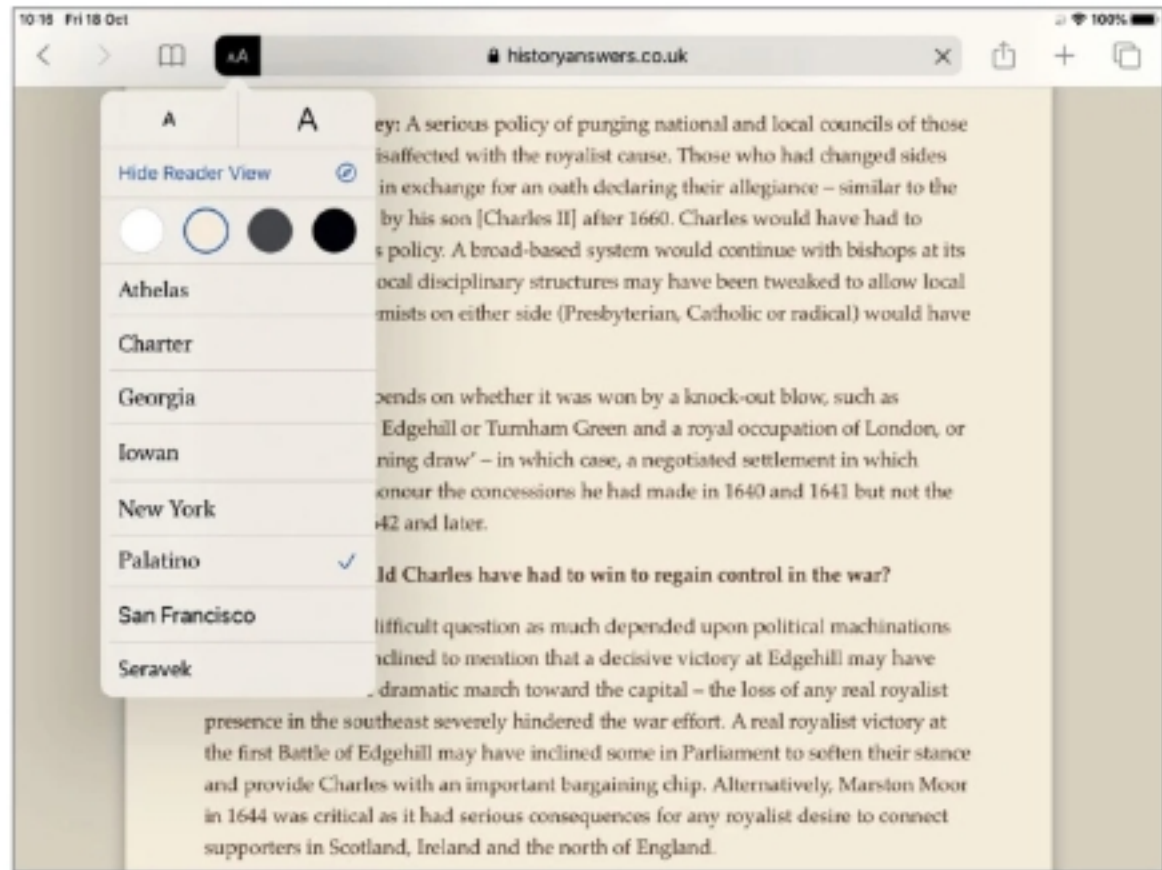 10:16 Fri 18 Oct
100%
AA
historyanswers.co.uk
A A
Hide Reader View
Athelas
Charter
Georgia
Iowan
New York
Palatino
San Francisco
Seravek
ey: A serious policy of purging national and local councils of those
isaffected with the royalist cause. Those who had changed sides
in exchange for an oath declaring their allegiance – similar to the
by his son [Charles II] after 1660. Charles would have had to
s policy. A broad-based system would continue with bishops at its
ocal disciplinary structures may have been tweaked to allow local
emists on either side (Presbyterian, Catholic or radical) would have
pends on whether it was won by a knock-out blow, such as
Edgehill or Turnham Green and a royal occupation of London, or
ning draw’ – in which case, a negotiated settlement in which
onour the concessions he had made in 1640 and 1641 but not the
42 and later.
ld Charles have had to win to regain control in the war?
difficult question as much depended upon political machinations
nclined to mention that a decisive victory at Edgehill may have
dramatic march toward the capital – the loss of any real royalist
presence in the southeast severely hindered the war effort. A real royalist victory at
the first Battle of Edgehill may have inclined some in Parliament to soften their stance
and provide Charles with an important bargaining chip. Alternatively, Marston Moor
in 1644 was critical as it had serious consequences for any royalist desire to connect
supporters in Scotland, Ireland and the north of England.